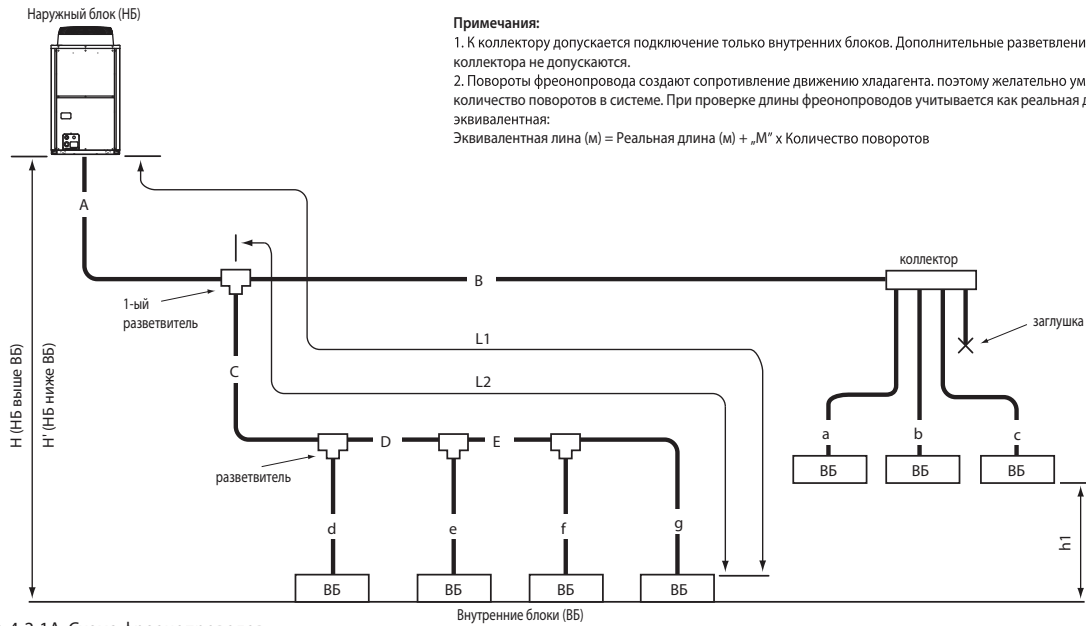 Наружный блок (НБ)
Примечания:
1. К коллектору допускается подключение только внутренних блоков. Дополнительные разветвлени
коллектора не допускаются.
2. Повороты фреонопровода создают сопротивление движению хладагента. поэтому желательно ум
количество поворотов в системе. При проверке длины фреонопроводов учитывается как реальная д
эквивалентная:
Эквивалентная лина (м) = Реальная длина (м) + „М” х Количество поворотов
A
коллектор
B
1-ый
разветвитель
заглушка
L1
C
L2
H (НБ выше ВБ)
H' (НБ ниже ВБ)
D
E
разветвитель
a
b
c
ВБ
ВБ
ВБ
d
e
f
g
h1
ВБ
ВБ
ВБ
ВБ
Внутренние блоки (ВБ)